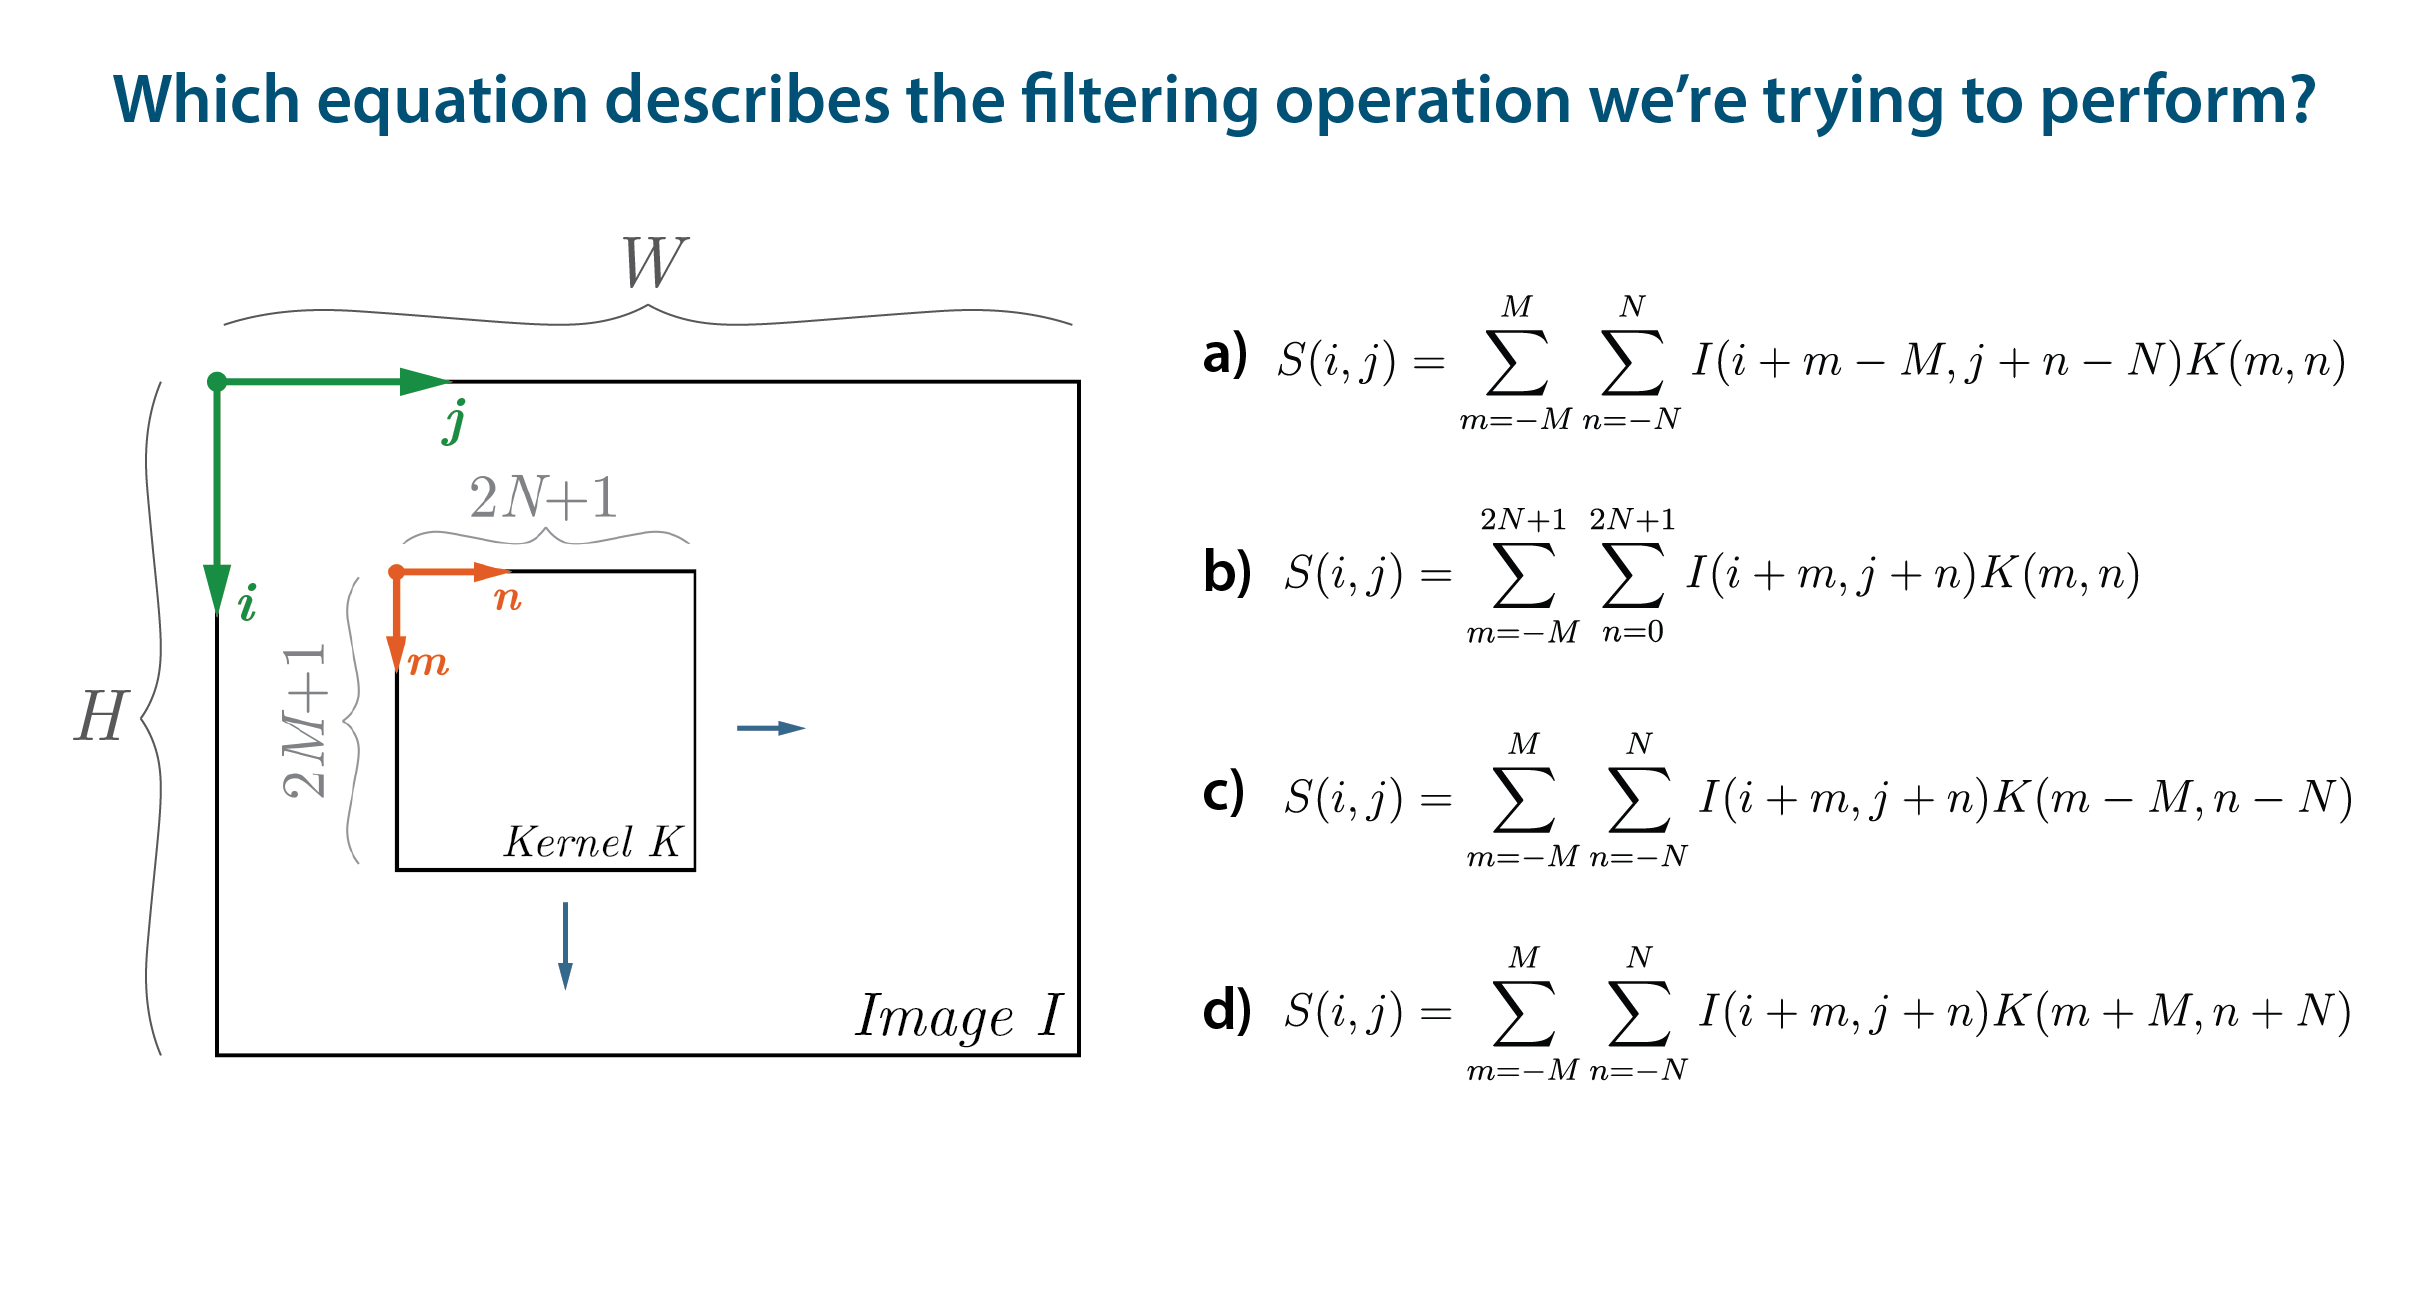 Which equation describes the filtering operation we're trying to perform?
W
H
j
i
2N+1
2M+1
n
m
Kernel K
Image I
a) S(i, j) = \sum_{m=-M}^{M} \sum_{n=-N}^{N} I(i + m − M, j + n − N)K(m, n)
b) S(i, j) = \sum_{m=-M}^{2N+1} \sum_{n=0}^{2N+1} I(i + m, j + n)K(m, n)
c) S(i, j) = \sum_{m=-M}^{M} \sum_{n=-N}^{N} I(i + m, j + n)K(m − M, n − N)
d) S(i, j) = \sum_{m=-M}^{M} \sum_{n=-N}^{N} I(i + m, j + n)K(m + M, n + N)